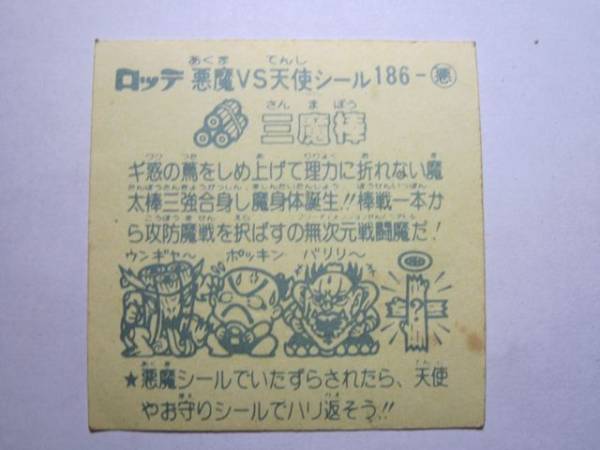 ロッテ 悪魔VS天使シール 186-悪
三魔棒
ギ惑の蔦をしめ上げて理力に折れない魔
太棒三強合身し魔身体誕生!!棒戦一本か
ら攻防魔戦を択ばすの無次元戦闘魔だ!
ウンギャ〜 ポッキン バリリ〜
?
★悪魔シールでいたずらされたら、天使
やお守りシールでハリ返そう!!